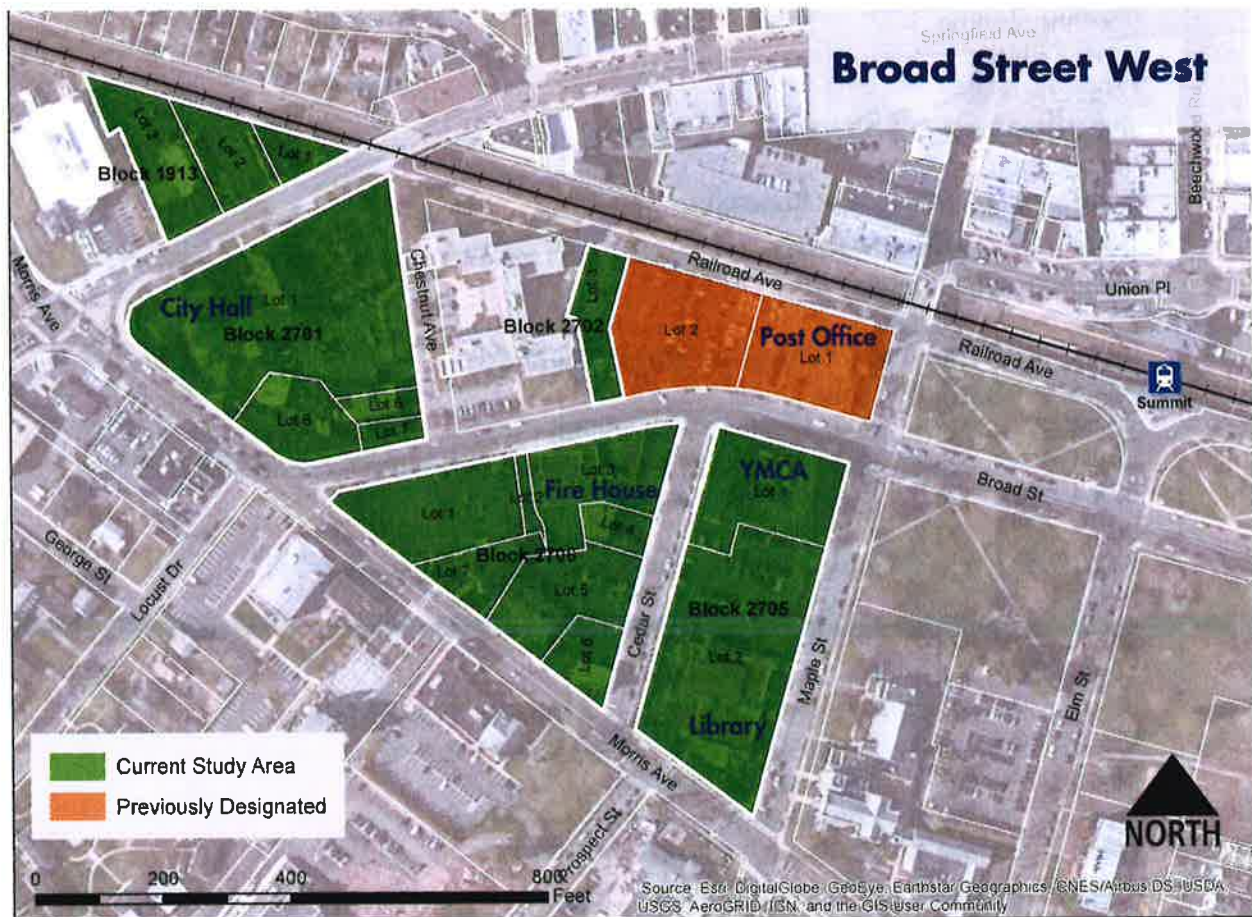 Springfield Ave
Broad Street West
Beechwood
Lot 3
Lot 2
Lot 1
Block 1913
Morris Ave
City Hall
Lot 1
Block 2701
Chestnut Ave
Lot 6
Lot 7
Block 2702
Lot 3
Railroad Ave
Lot 2
Post Office
Lot 1
Union Pl
Railroad Ave
Summit
Broad St
YMCA
Lot 1
Lot 3
Fire House
Lot 1
Lot 4
Block 2706
Lot 5
Lot 6
Cedar St
Block 2705
Lot 2
Library
Maple St
Elm St
George St
Locust Dr
Morris Ave
Prospect St
Current Study Area
Previously Designated
NORTH
0 200 400 800
Feet
Source: Esri, DigitalGlobe, GeoEye, Earthstar Geographics, CNES/Airbus DS, USDA,
USGS, AeroGRID, IGN, and the GIS User Community